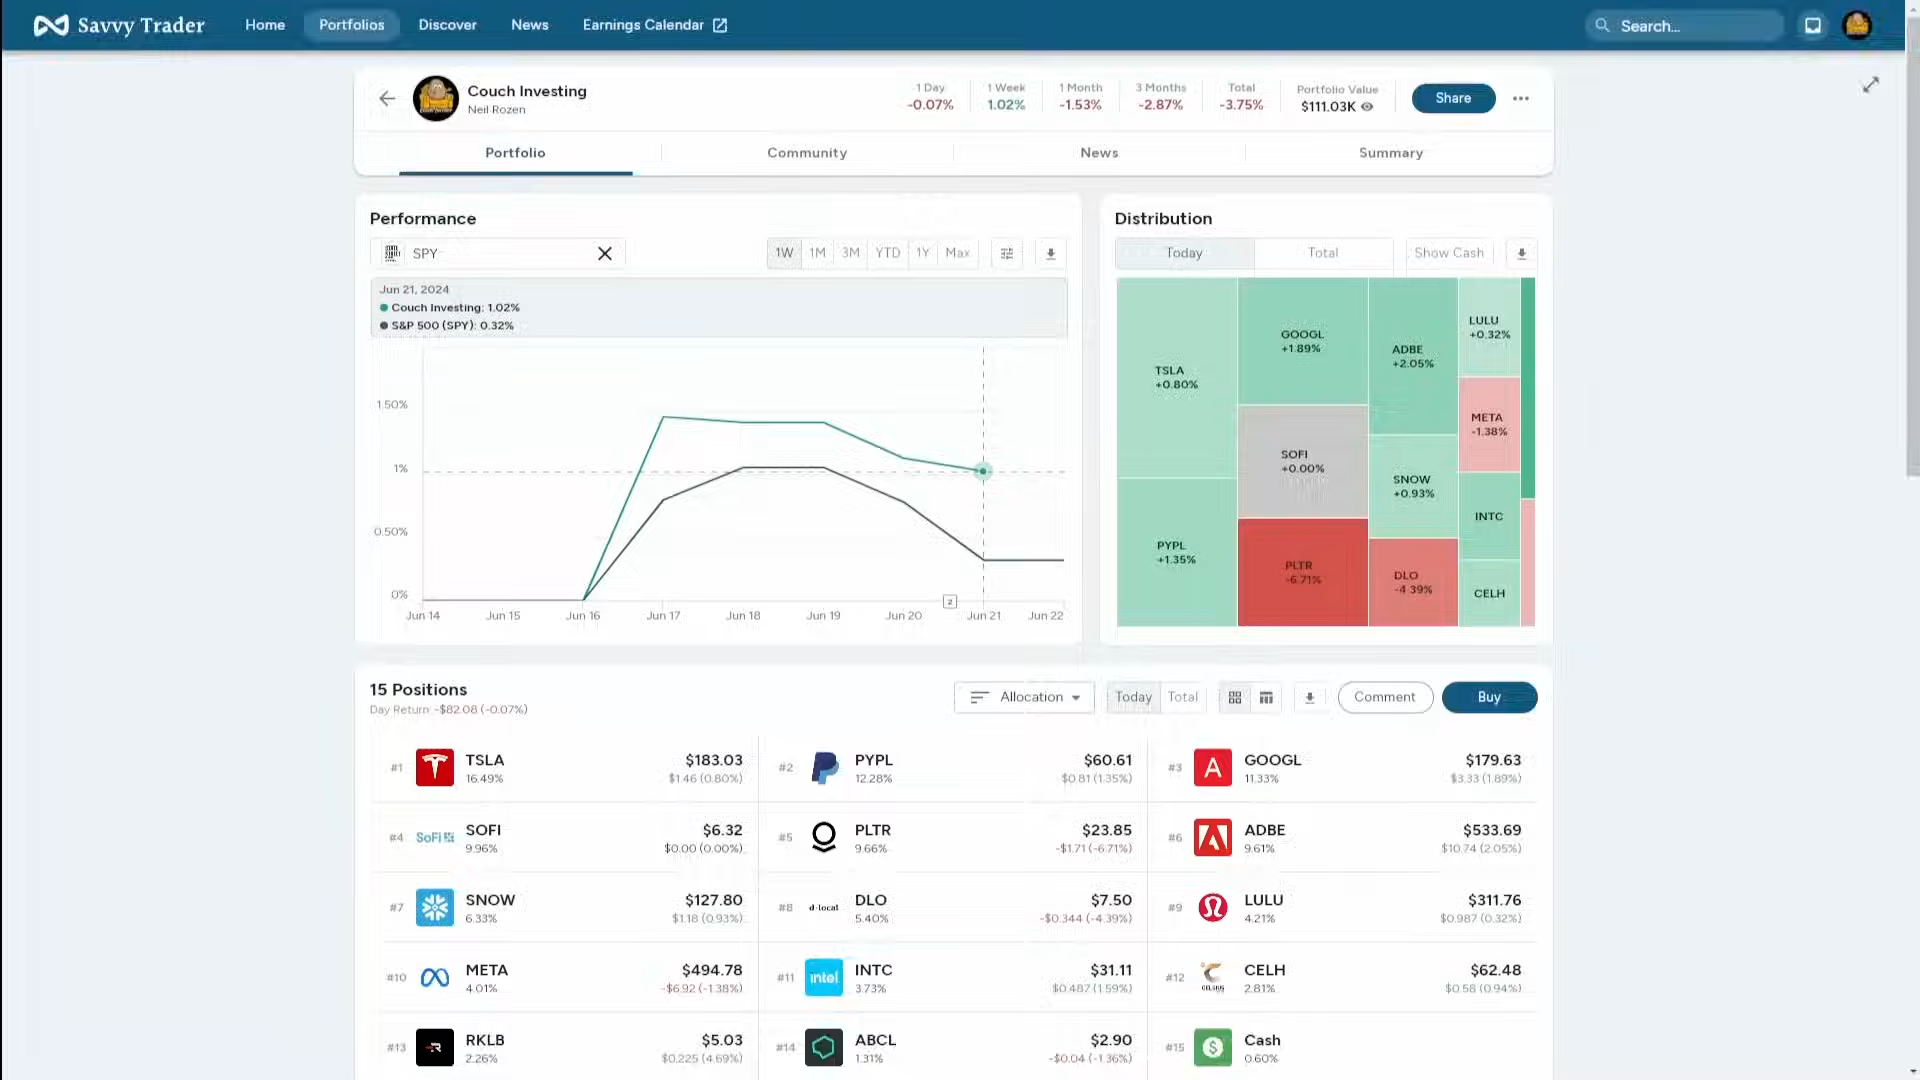 Savvy Trader
Home
Portfolios
Discover
News
Earnings Calendar
Search...
Couch Investing
Neil Rozen
1 Day
-0.07%
1 Week
1.02%
1 Month
-1.53%
3 Months
-2.87%
Total
-3.75%
Portfolio Value
$111.03K
Share
Portfolio
Community
News
Summary
Performance
SPY
1W
1M
3M
YTD
1Y
Max
Jun 21, 2024
Couch Investing: 1.02%
S&P 500 (SPY): 0.32%
1.50%
1%
0.50%
0%
2
Jun 14
Jun 15
Jun 16
Jun 17
Jun 18
Jun 19
Jun 20
Jun 21
Jun 22
Distribution
Today
Total
Show Cash
TSLA
+0.80%
PYPL
+1.35%
GOOGL
+1.89%
SOFI
+0.00%
PLTR
-6.71%
ADBE
+2.05%
SNOW
+0.93%
DLO
-4.39%
LULU
+0.32%
META
-1.38%
INTC
CELH
15 Positions
Day Return: -$82.08 (-0.07%)
Allocation
Today
Total
Comment
Buy
#1
TSLA
16.49%
$183.03
$1.46 (0.80%)
#2
PYPL
12.28%
$60.61
$0.81 (1.35%)
#3
GOOGL
11.33%
$179.63
$3.33 (1.89%)
#4
SoFi
SOFI
9.96%
$6.32
$0.00 (0.00%)
#5
PLTR
9.66%
$23.85
-$1.71 (-6.71%)
#6
ADBE
9.61%
$533.69
$10.74 (2.05%)
#7
SNOW
6.33%
$127.80
$1.18 (0.93%)
#8
d·local
DLO
5.40%
$7.50
-$0.344 (-4.39%)
#9
LULU
4.21%
$311.76
$0.987 (0.32%)
#10
META
4.01%
$494.78
-$6.92 (-1.38%)
#11
intel
INTC
3.73%
$31.11
$0.487 (1.59%)
#12
CELSIUS
CELH
2.81%
$62.48
$0.58 (0.94%)
#13
RKLB
2.26%
$5.03
$0.225 (4.69%)
#14
ABCL
1.31%
$2.90
-$0.04 (-1.36%)
#15
Cash
0.60%